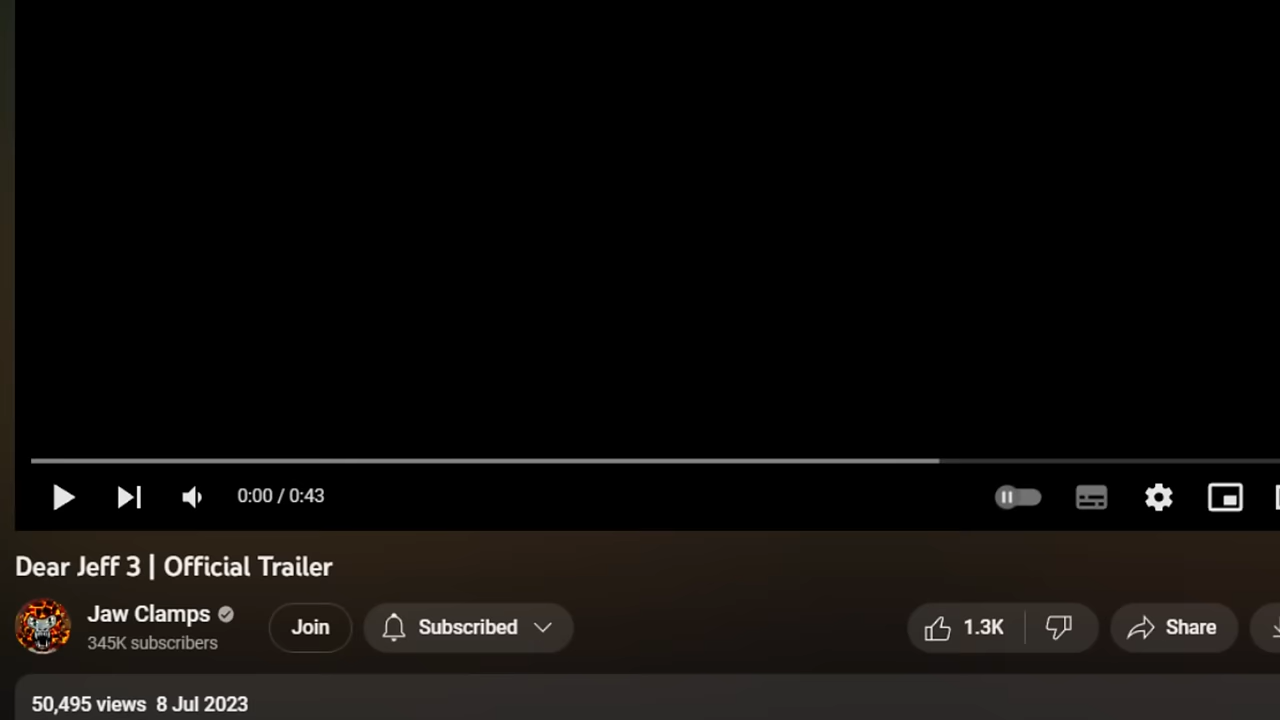 0:00 / 0:43
Dear Jeff 3 | Official Trailer
Jaw Clamps
345K subscribers
Join
Subscribed
1.3K
Share
50,495 views 8 Jul 2023